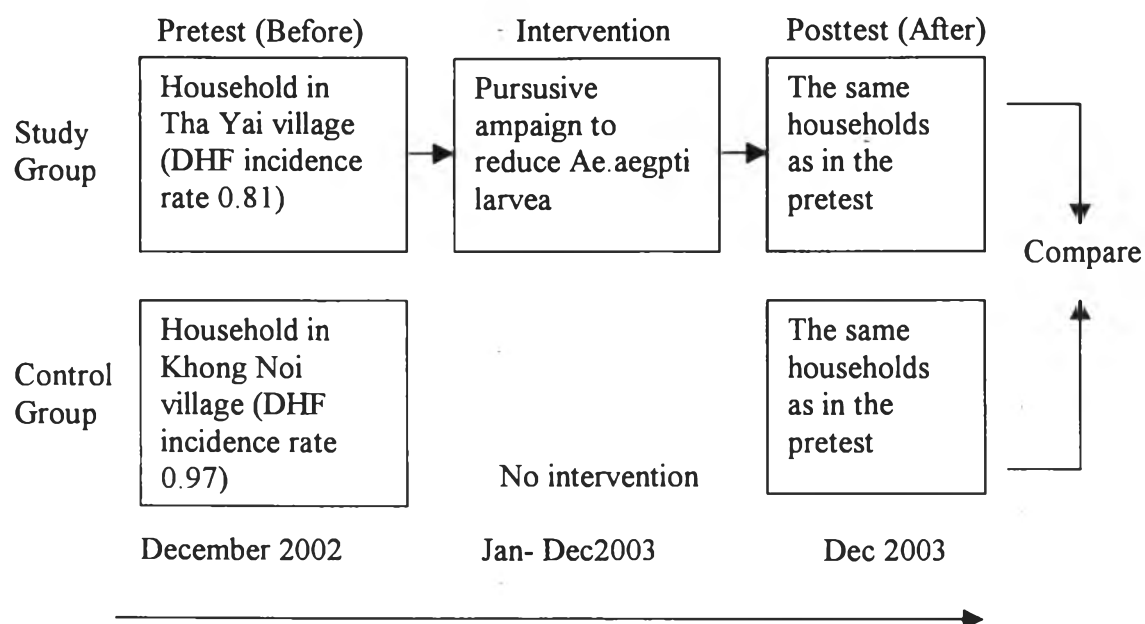 Pretest (Before)
Intervention
Posttest (After)
Study
Group
Household in
Tha Yai village
(DHF incidence
rate 0.81)
Pursusive
ampaign to
reduce Ae.aegpti
larvea
The same
households
as in the
pretest
Compare
Control
Group
Household in
Khong Noi
village (DHF
incidence rate
0.97)
No intervention
The same
households
as in the
pretest
December 2002
Jan- Dec2003
Dec 2003